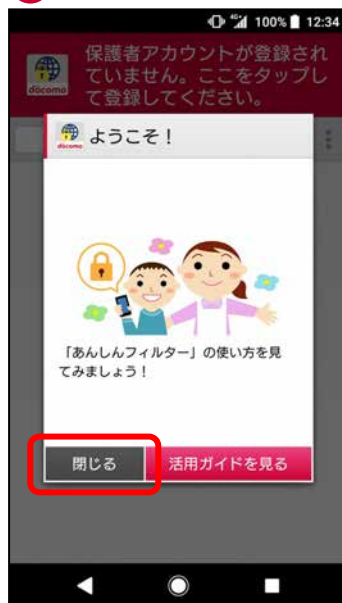 100% 12:34
保護者アカウントが登録され
ていません。ここをタップし
て登録してください。
docomo
ようこそ！
「あんしんフィルター」の使い方を見
てみましょう！
閉じる 活用ガイドを見る